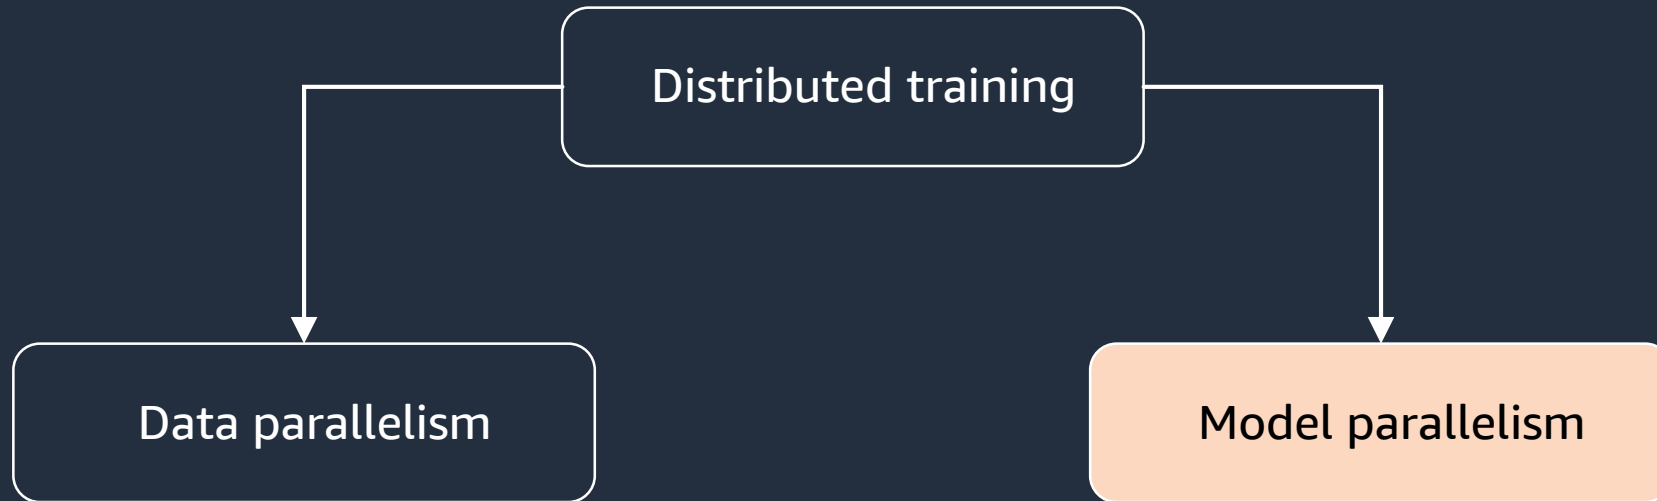 Distributed training
Data parallelism
Model parallelism